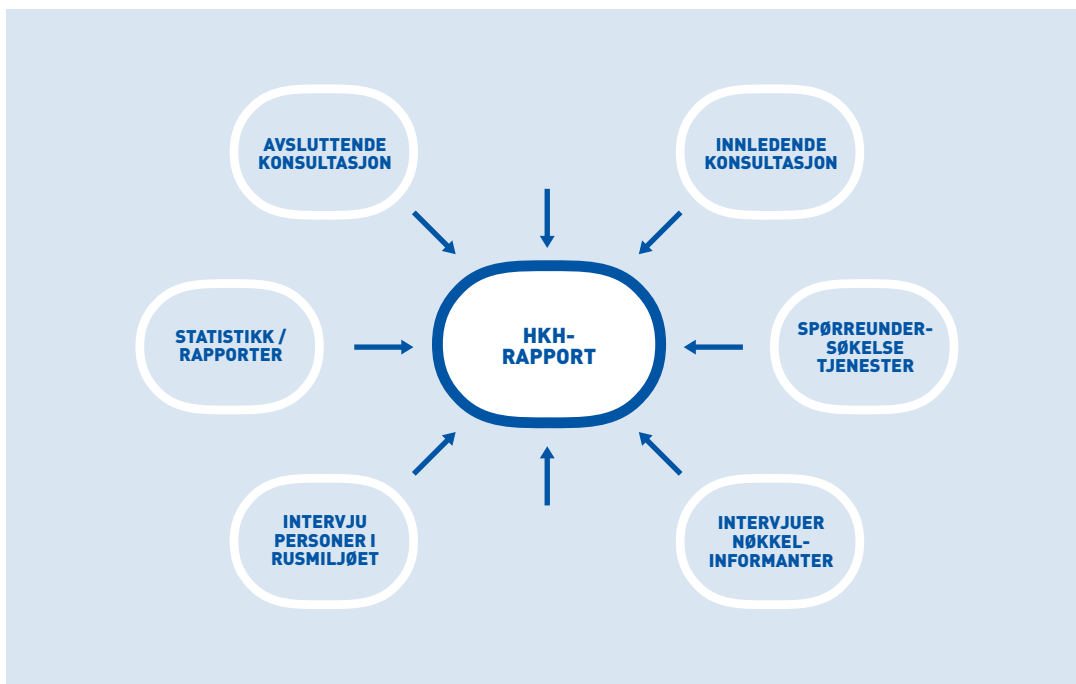 AVSLUTTENDE
KONSULTASJON
INNLEDENDE
KONSULTASJON
STATISTIKK /
RAPPORTER
HKH-
RAPPORT
SPØRREUNDER-
SØKELSE
TJENESTER
INTERVJU
PERSONER I
RUSMILJØET
INTERVJUER
NØKKEL-
INFORMANTER